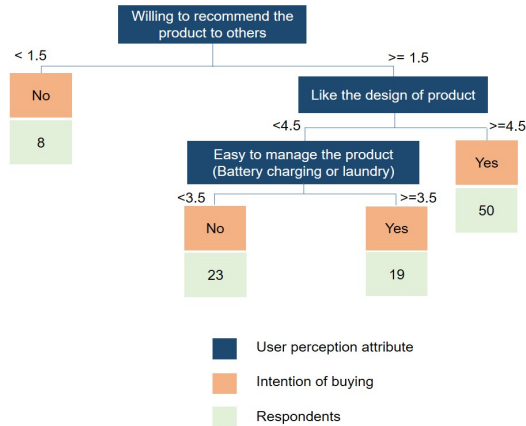 Willing to recommend the
product to others
< 1.5
>= 1.5
No
8
Like the design of product
<4.5
>=4.5
Easy to manage the product
(Battery charging or laundry)
Yes
50
<3.5
>=3.5
No
Yes
23
19
User perception attribute
Intention of buying
Respondents